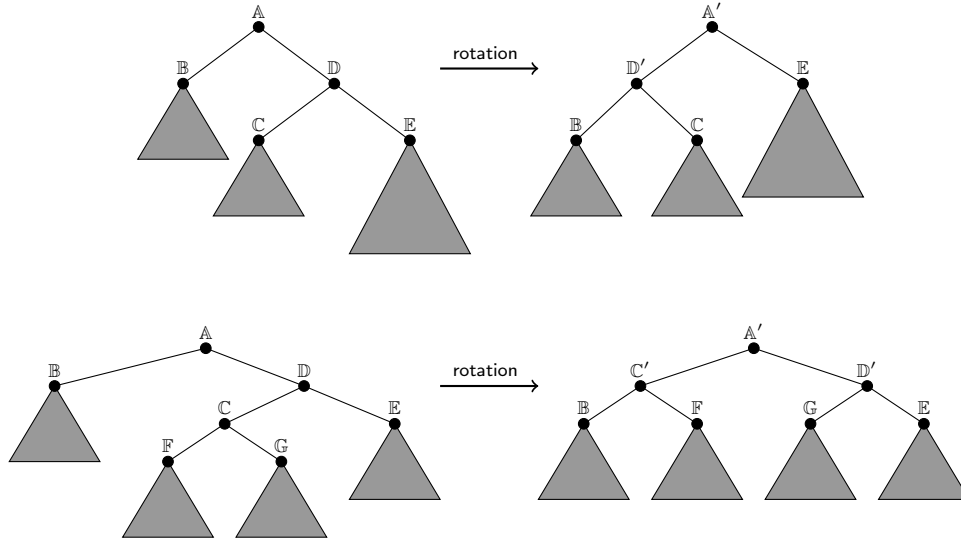 𝔸 𝔸′
𝔹 𝔻 rotation 𝔻′ 𝔼
ℂ 𝔼 𝔹 ℂ
𝔸 𝔸′
𝔹 𝔻 rotation ℂ′ 𝔻′
ℂ 𝔼 𝔹 𝔽 𝔾 𝔼
𝔽 𝔾